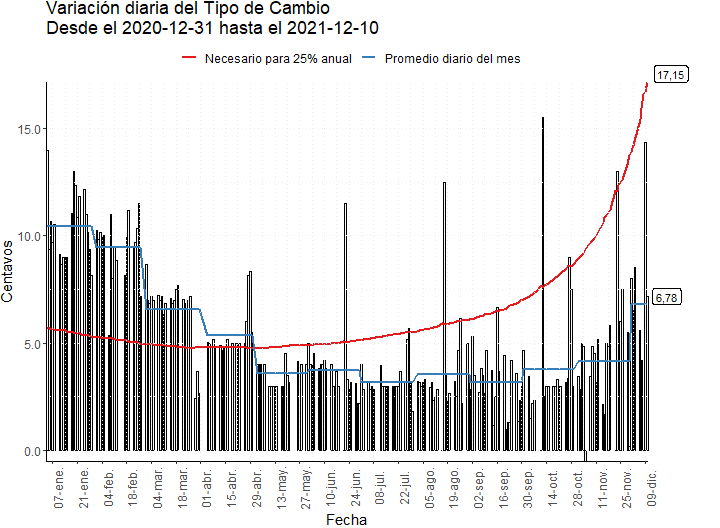 Variación diaria del Tipo de Cambio
Desde el 2020-12-31 hasta el 2021-12-10
Necesario para 25% anual
Promedio diario del mes
17,15
15.0
10.0
6,78
5.0
0.0
Centavos
07-ene.
21-ene.
04-feb.
18-feb.
04-mar.
18-mar.
01-abr.
15-abr.
29-abr.
13-may.
27-may.
10-jun.
24-jun.
08-jul.
22-jul.
05-ago.
19-ago.
02-sep.
16-sep.
30-sep.
14-oct.
28-oct.
11-nov.
25-nov.
09-dic.
Fecha